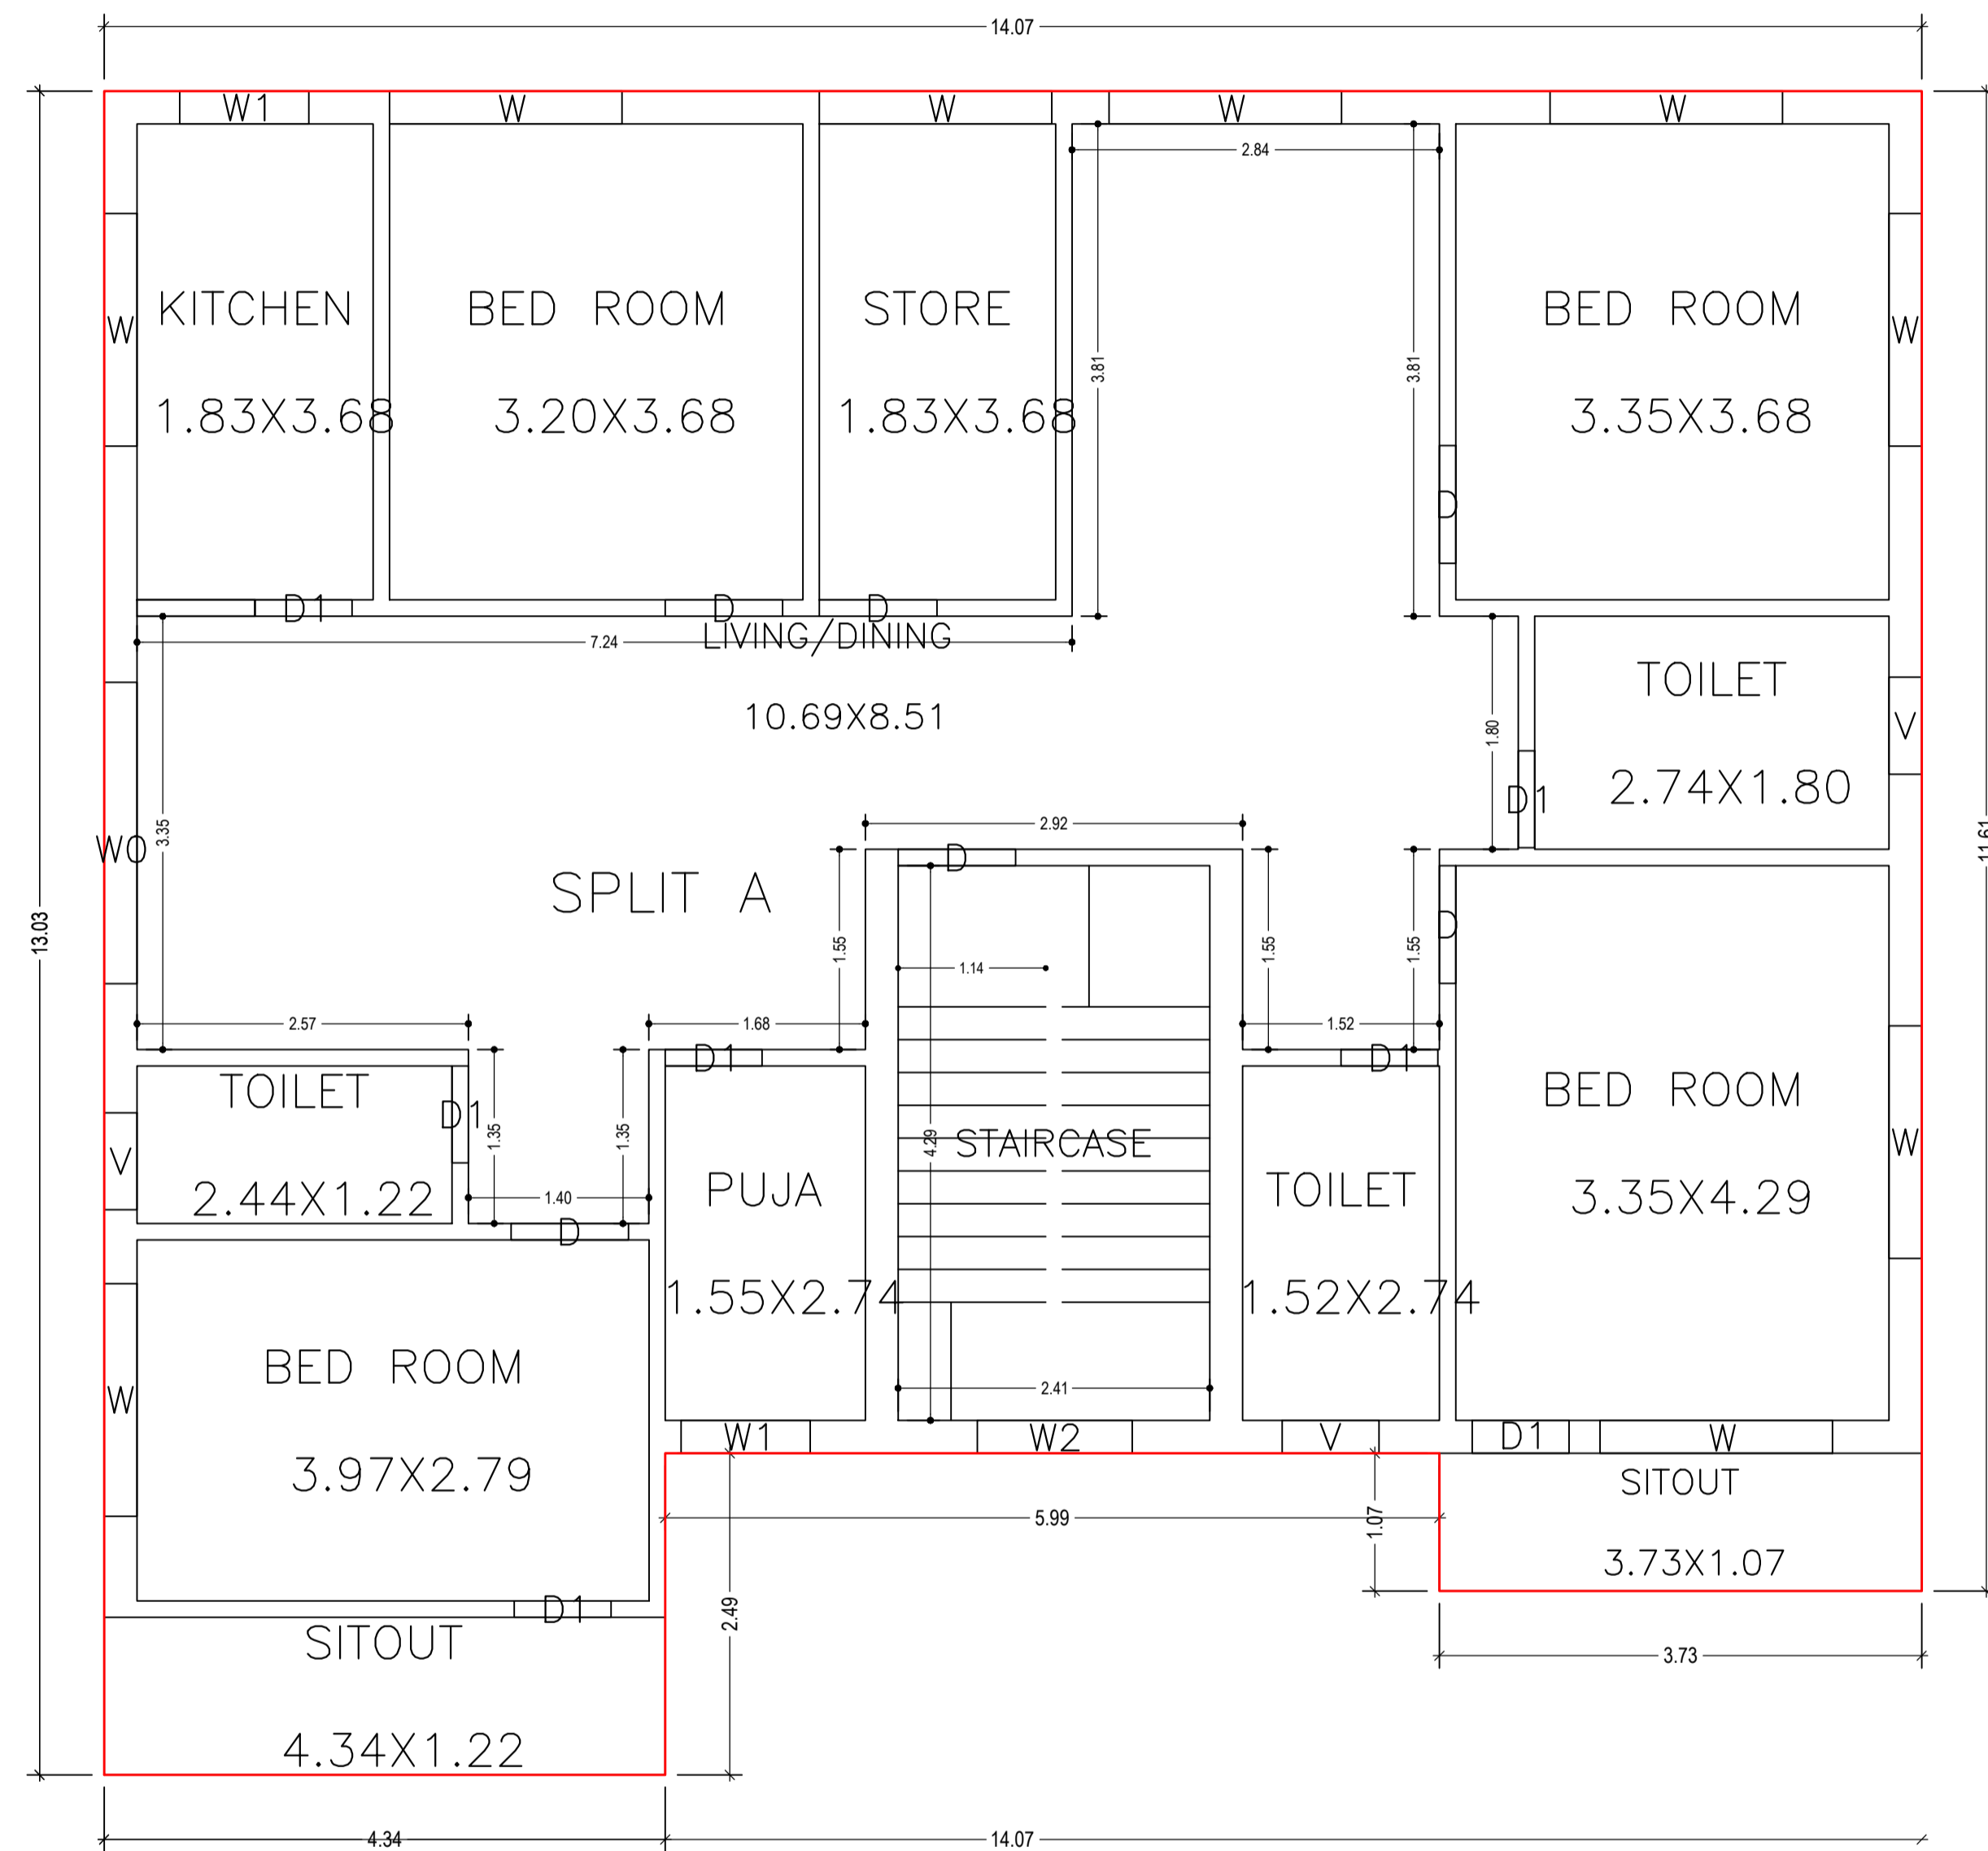 14.07
W1 W W W W
2.84
KITCHEN BED ROOM STORE BED ROOM
W W
3.81 3.81
1.83X3.68 3.20X3.68 1.83X3.68 3.35X3.68
D
D1 D D
7.24 LIVING/DINING
TOILET
10.69X8.51
1.80 V
2.74X1.80
D1
2.92
3.35
W0 D 11.61
SPLIT A
D
13.03
1.55 1.55 1.55
1.14
2.57 1.68 1.52
D1 D1
TOILET BED ROOM
D1
1.35 1.35 4.29 STAIRCASE W
V
PUJA TOILET
2.44X1.22 1.40 3.35X4.29
D
1.55X2.74 1.52X2.74
BED ROOM
2.41
W
W1 W2 V D1 W
3.97X2.79 SITOUT
5.99 1.07
3.73X1.07
D1 2.49
SITOUT
3.73
4.34X1.22
4.34 14.07